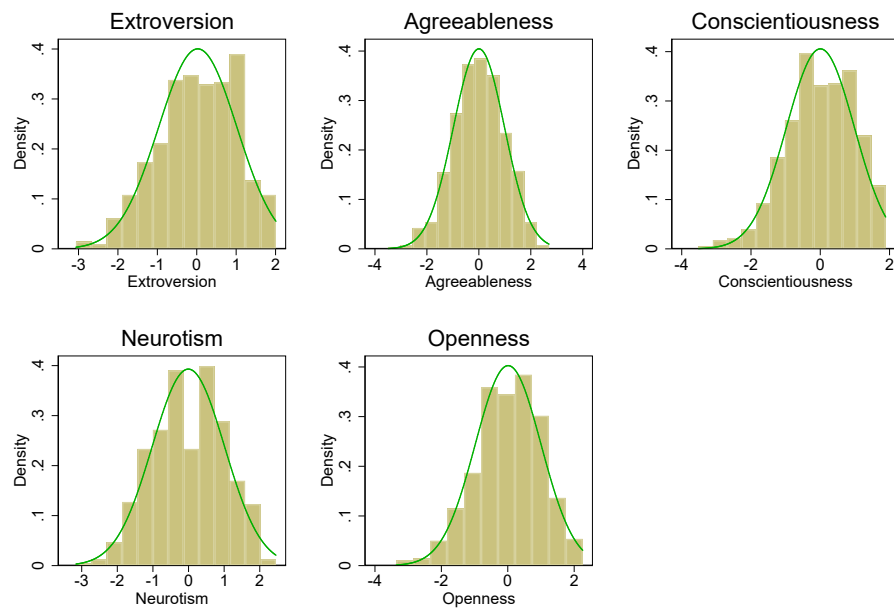 Extroversion
Agreeableness
Conscientiousness
Density
0 .1 .2 .3 .4
-3 -2 -1 0 1 2
Extroversion
Density
0 .1 .2 .3 .4
-4 -2 0 2 4
Agreeableness
Density
0 .1 .2 .3 .4
-4 -2 0 2
Conscientiousness
Neurotism
Openness
Density
0 .1 .2 .3 .4
-3 -2 -1 0 1 2
Neurotism
Density
0 .1 .2 .3 .4
-4 -2 0 2
Openness